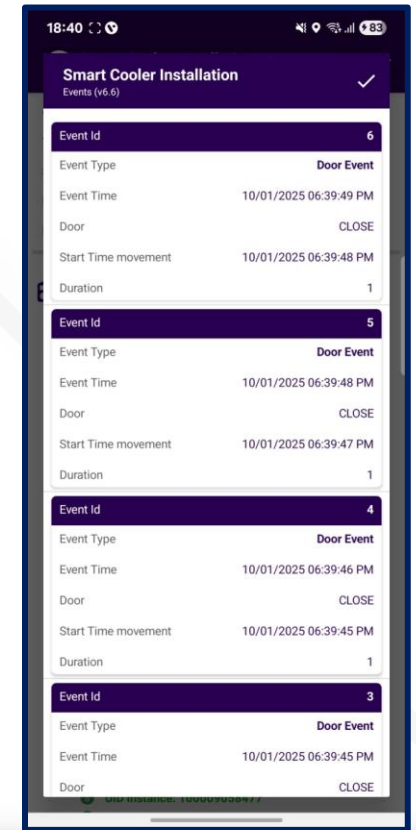 18:40
83
Smart Cooler Installation
Events (v6.6)
Event Id 6
Event Type Door Event
Event Time 10/01/2025 06:39:49 PM
Door CLOSE
Start Time movement 10/01/2025 06:39:48 PM
Duration 1
Event Id 5
Event Type Door Event
Event Time 10/01/2025 06:39:48 PM
Door CLOSE
Start Time movement 10/01/2025 06:39:47 PM
Duration 1
Event Id 4
Event Type Door Event
Event Time 10/01/2025 06:39:46 PM
Door CLOSE
Start Time movement 10/01/2025 06:39:45 PM
Duration 1
Event Id 3
Event Type Door Event
Event Time 10/01/2025 06:39:45 PM
Door CLOSE